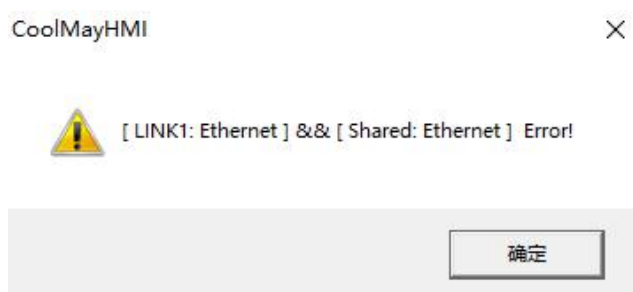 CoolMayHMI
[ LINK1: Ethernet ] && [ Shared: Ethernet ]  Error!
确定